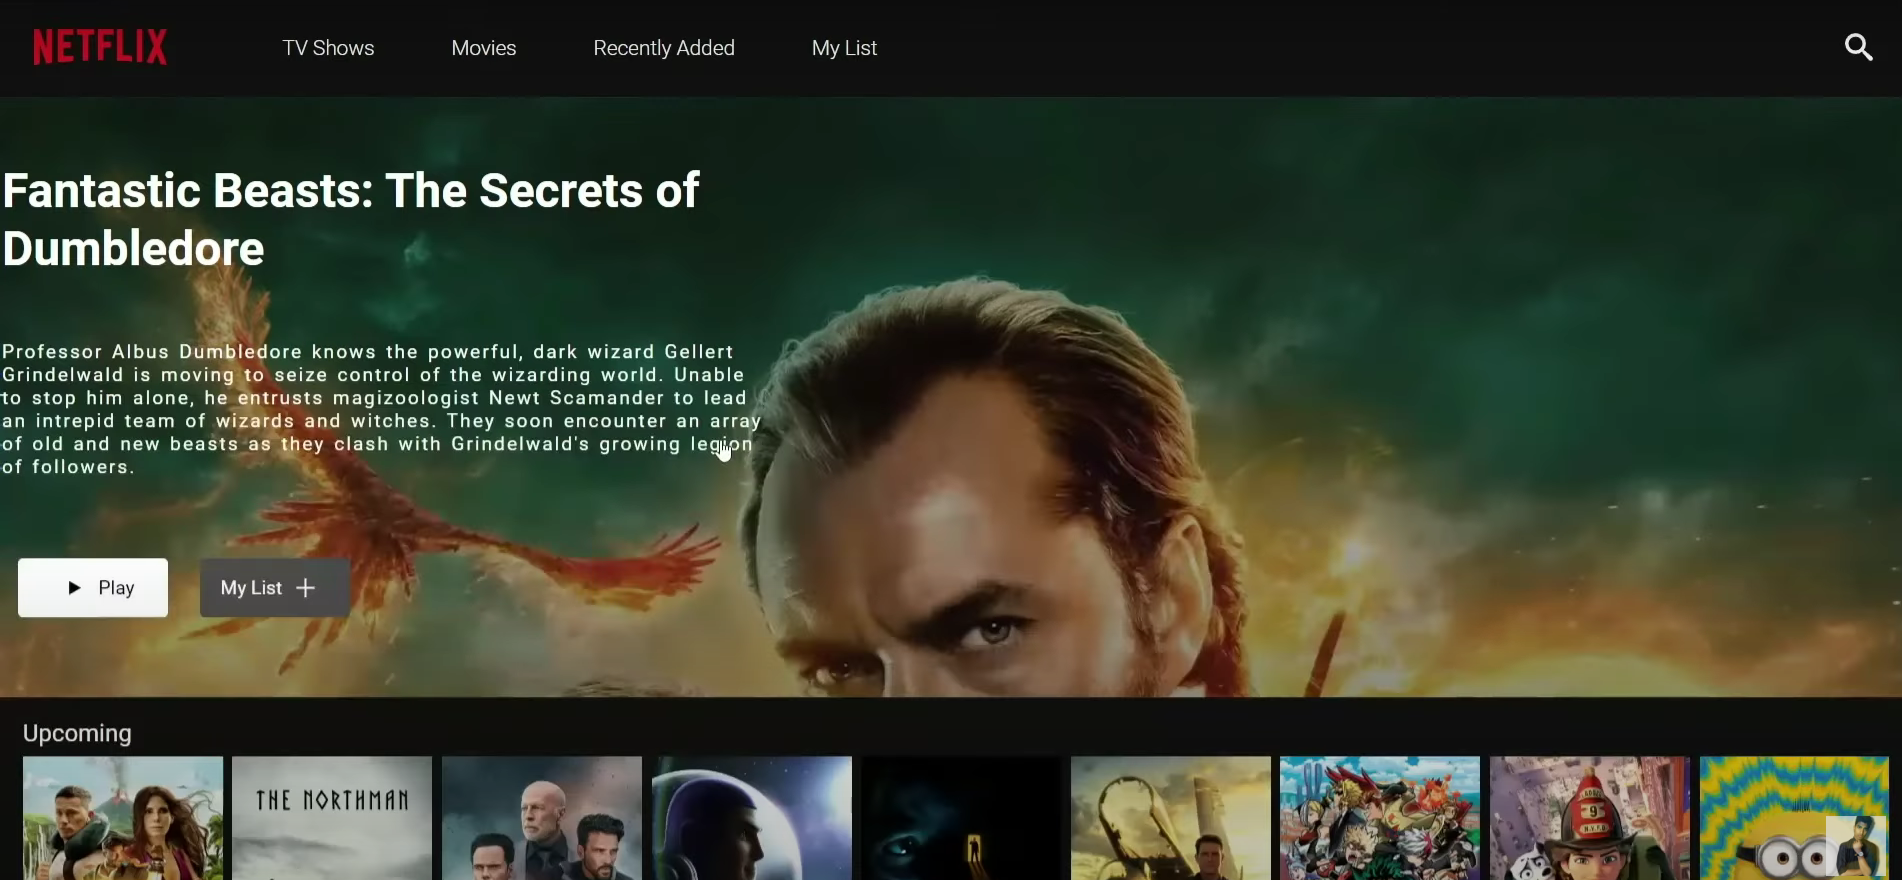 NETFLIX
TV Shows
Movies
Recently Added
My List
Fantastic Beasts: The Secrets of
Dumbledore
Professor Albus Dumbledore knows the powerful, dark wizard Gellert
Grindelwald is moving to seize control of the wizarding world. Unable
to stop him alone, he entrusts magizoologist Newt Scamander to lead
an intrepid team of wizards and witches. They soon encounter an array
of old and new beasts as they clash with Grindelwald's growing legion
of followers.
Play
My List
Upcoming
THE NORTHMAN
9